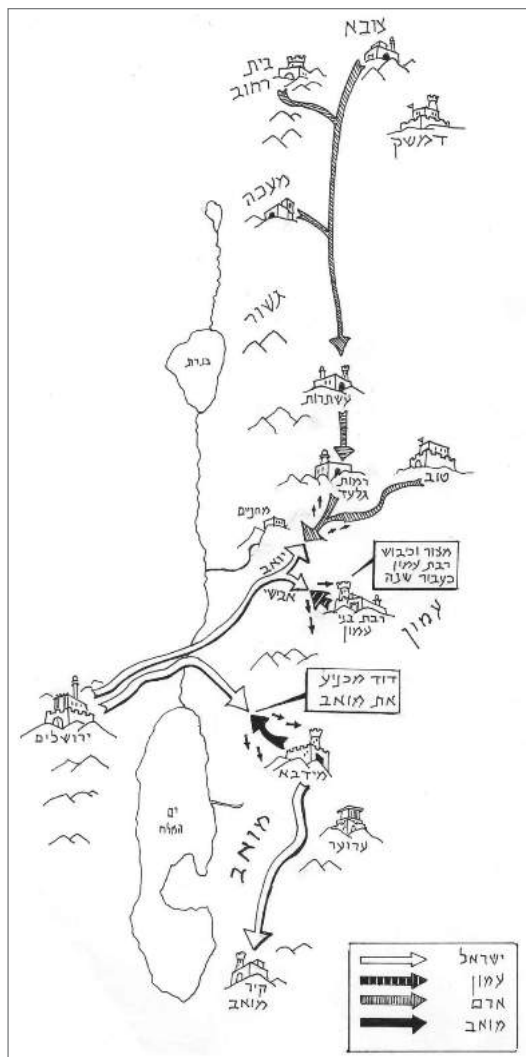 צובא
בית
רחוב
דמשק
מעכה
גשור
כנרת
עשתרות
רמות
גלעד
טוב
מחניים
יואב
אבישי
מצור וכיבוש
רבת עמון
כעבור שנה
רבת בני
עמון
עמון
דוד מכניע
את מואב
ירושלים
מידבא
ים
המלח
מואב
ערוער
קיר
מואב
ישראל
עמון
ארם
מואב